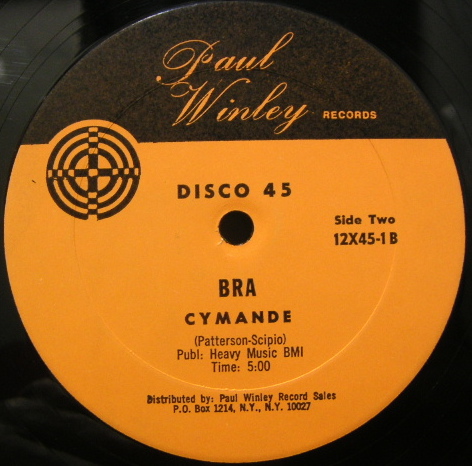 Paul
Winley RECORDS
DISCO 45
Side Two
12X45-1B
BRA
CYMANDE
(Patterson-Scipio)
Publ: Heavy Music BMI
Time: 5:00
Distributed by: Paul Winley Record Sales
P.O. Box 1214, N.Y., N.Y. 10027